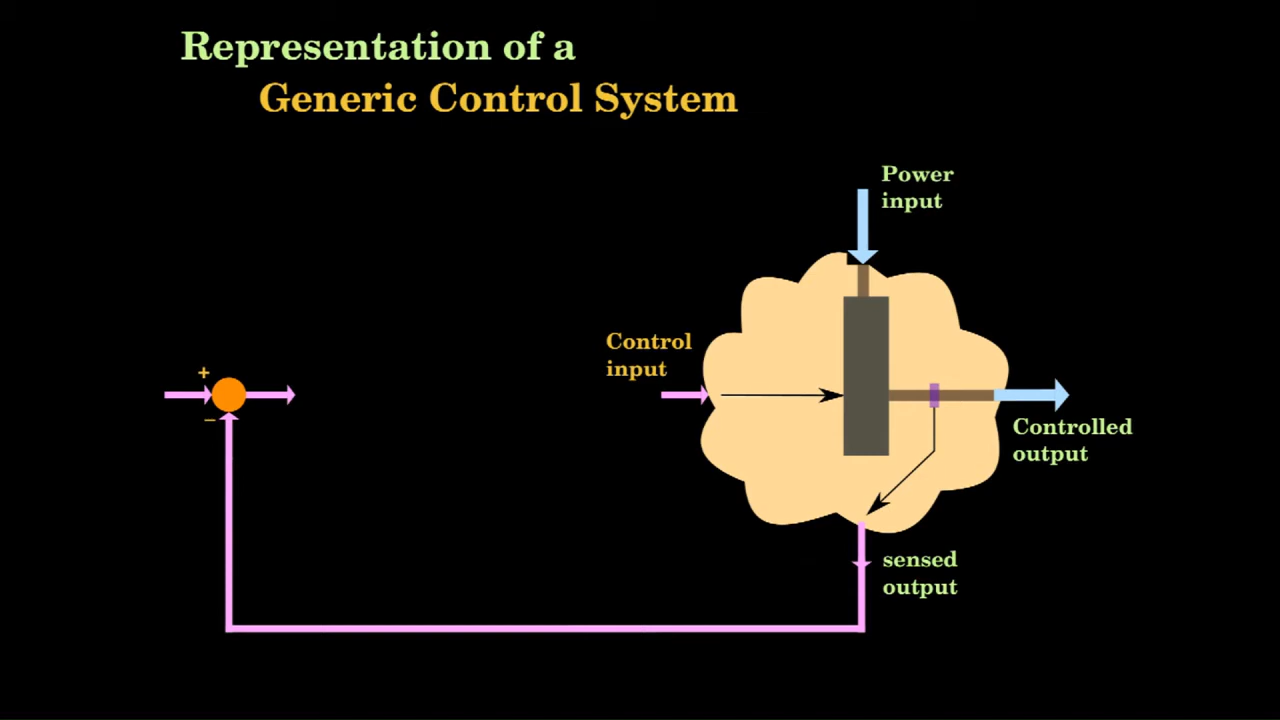 Representation of a
Generic Control System
Power
input
Control
input
+
−
Controlled
output
sensed
output